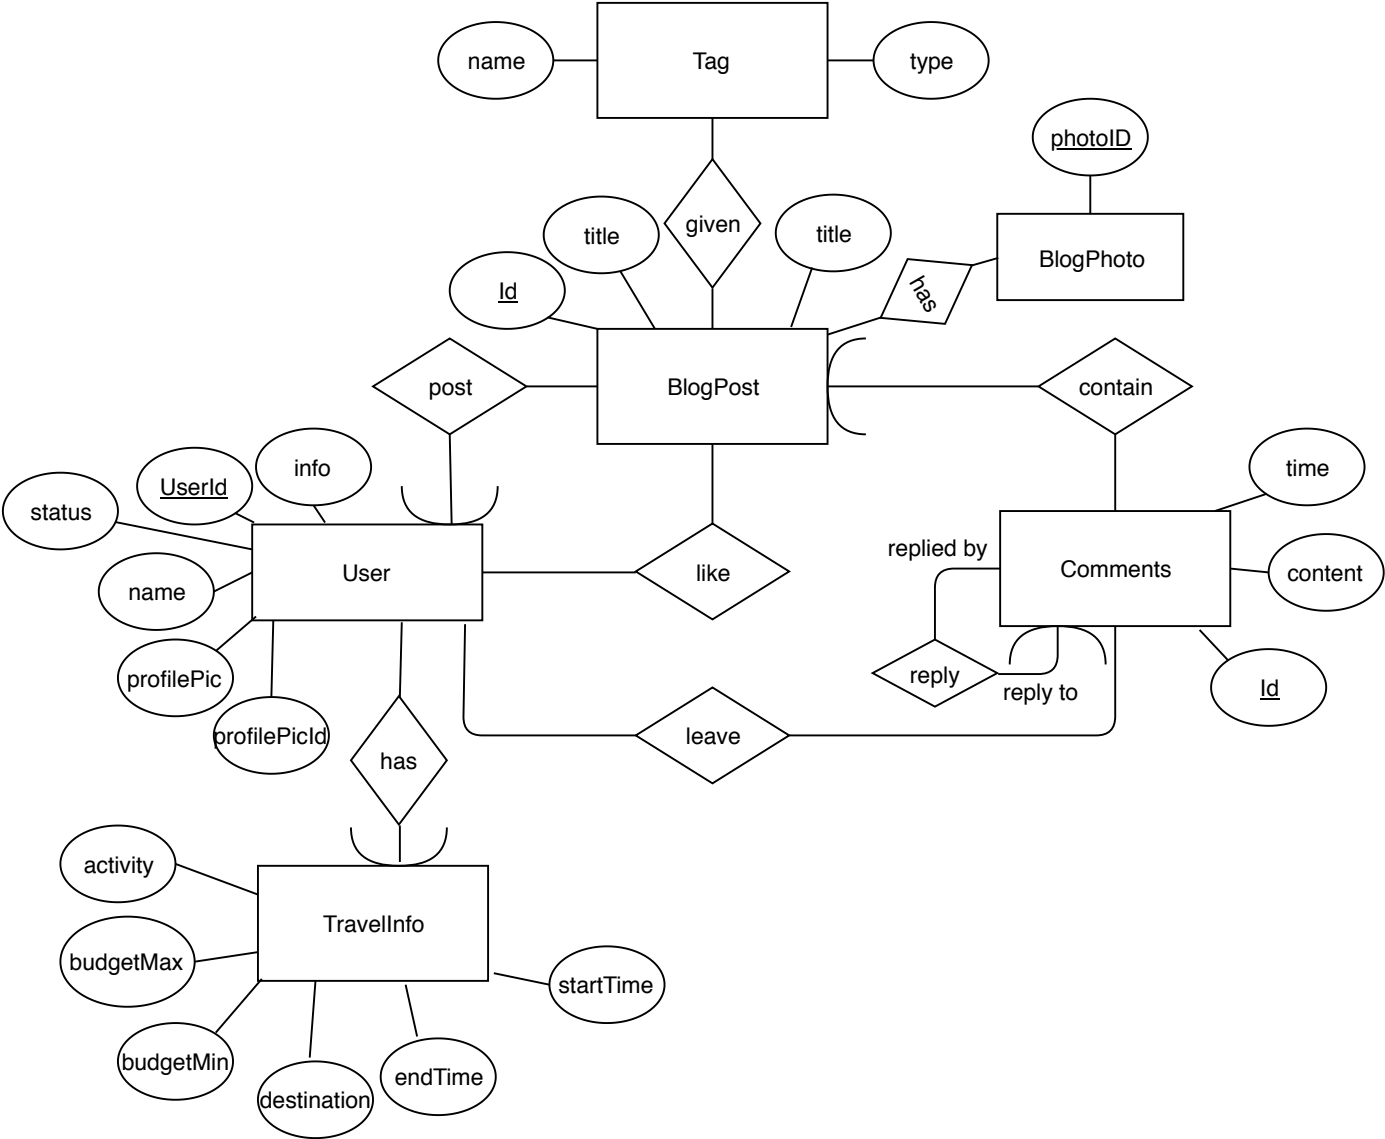 name
Tag
type
photoID
given
title
title
BlogPhoto
Id
has
post
BlogPost
contain
info
time
UserId
status
replied by
User
like
Comments
content
name
profilePic
reply
reply to
Id
profilePicId
leave
has
activity
TravelInfo
budgetMax
startTime
budgetMin
endTime
destination